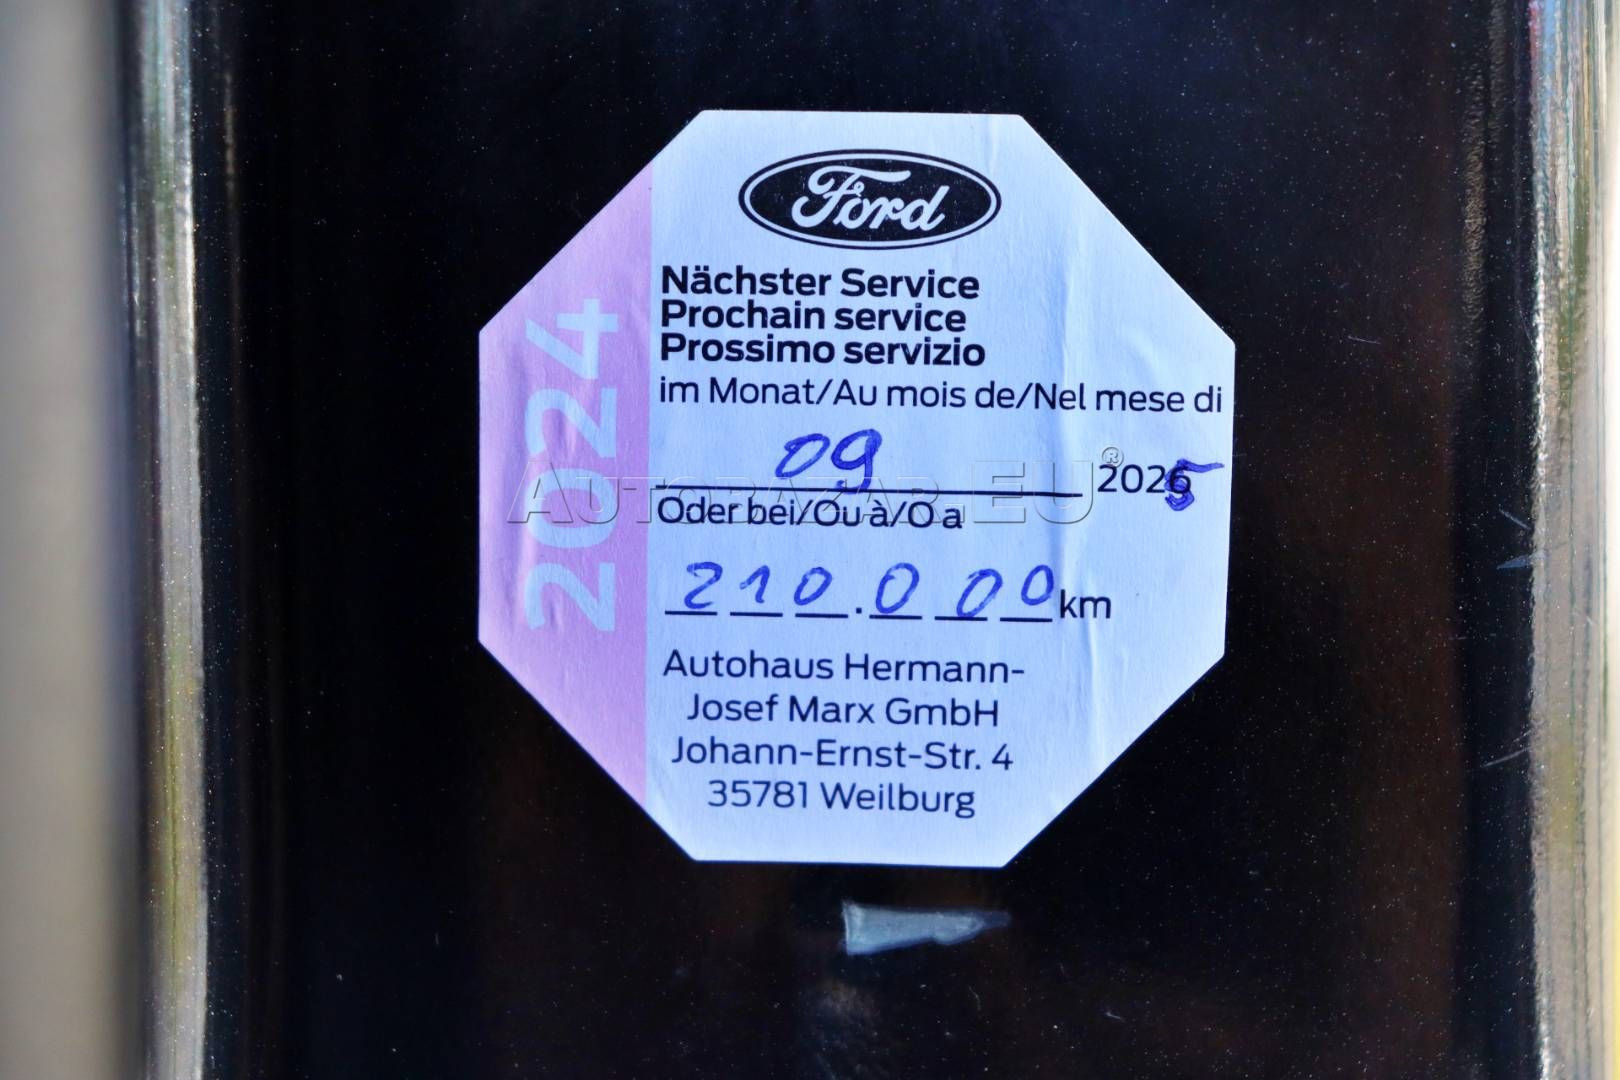 Ford
Nächster Service
Prochain service
Prossimo servizio
im Monat/Au mois de/Nel mese di
09 2025
Oder bei/Ou à/O a
210.000 km
Autohaus Hermann-
Josef Marx GmbH
Johann-Ernst-Str. 4
35781 Weilburg
2024
AUTOBAZAR.EU®